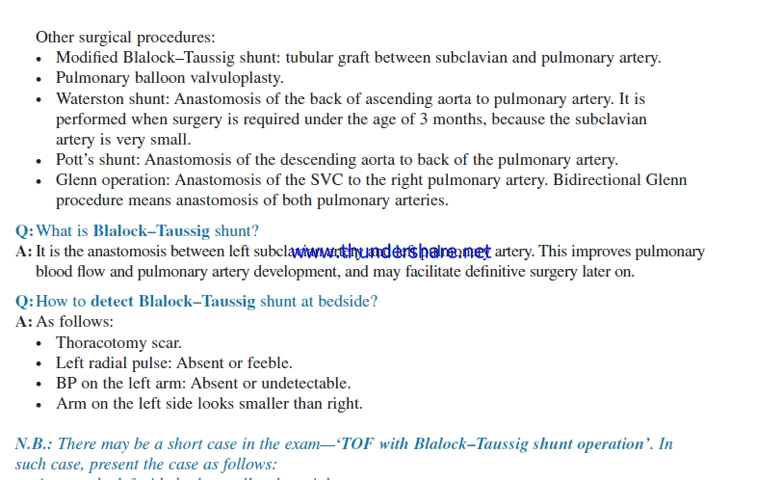 Other surgical procedures:
• Modified Blalock–Taussig shunt: tubular graft between subclavian and pulmonary artery.
• Pulmonary balloon valvuloplasty.
• Waterston shunt: Anastomosis of the back of ascending aorta to pulmonary artery. It is
performed when surgery is required under the age of 3 months, because the subclavian
artery is very small.
• Pott's shunt: Anastomosis of the descending aorta to back of the pulmonary artery.
• Glenn operation: Anastomosis of the SVC to the right pulmonary artery. Bidirectional Glenn
procedure means anastomosis of both pulmonary arteries.
Q: What is Blalock–Taussig shunt?
A: It is the anastomosis between left www.thundershare.net artery. This improves pulmonary
blood flow and pulmonary artery development, and may facilitate definitive surgery later on.
Q: How to detect Blalock–Taussig shunt at bedside?
A: As follows:
• Thoracotomy scar.
• Left radial pulse: Absent or feeble.
• BP on the left arm: Absent or undetectable.
• Arm on the left side looks smaller than right.
N.B.: There may be a short case in the exam—‘TOF with Blalock–Taussig shunt operation’. In
such case, present the case as follows: